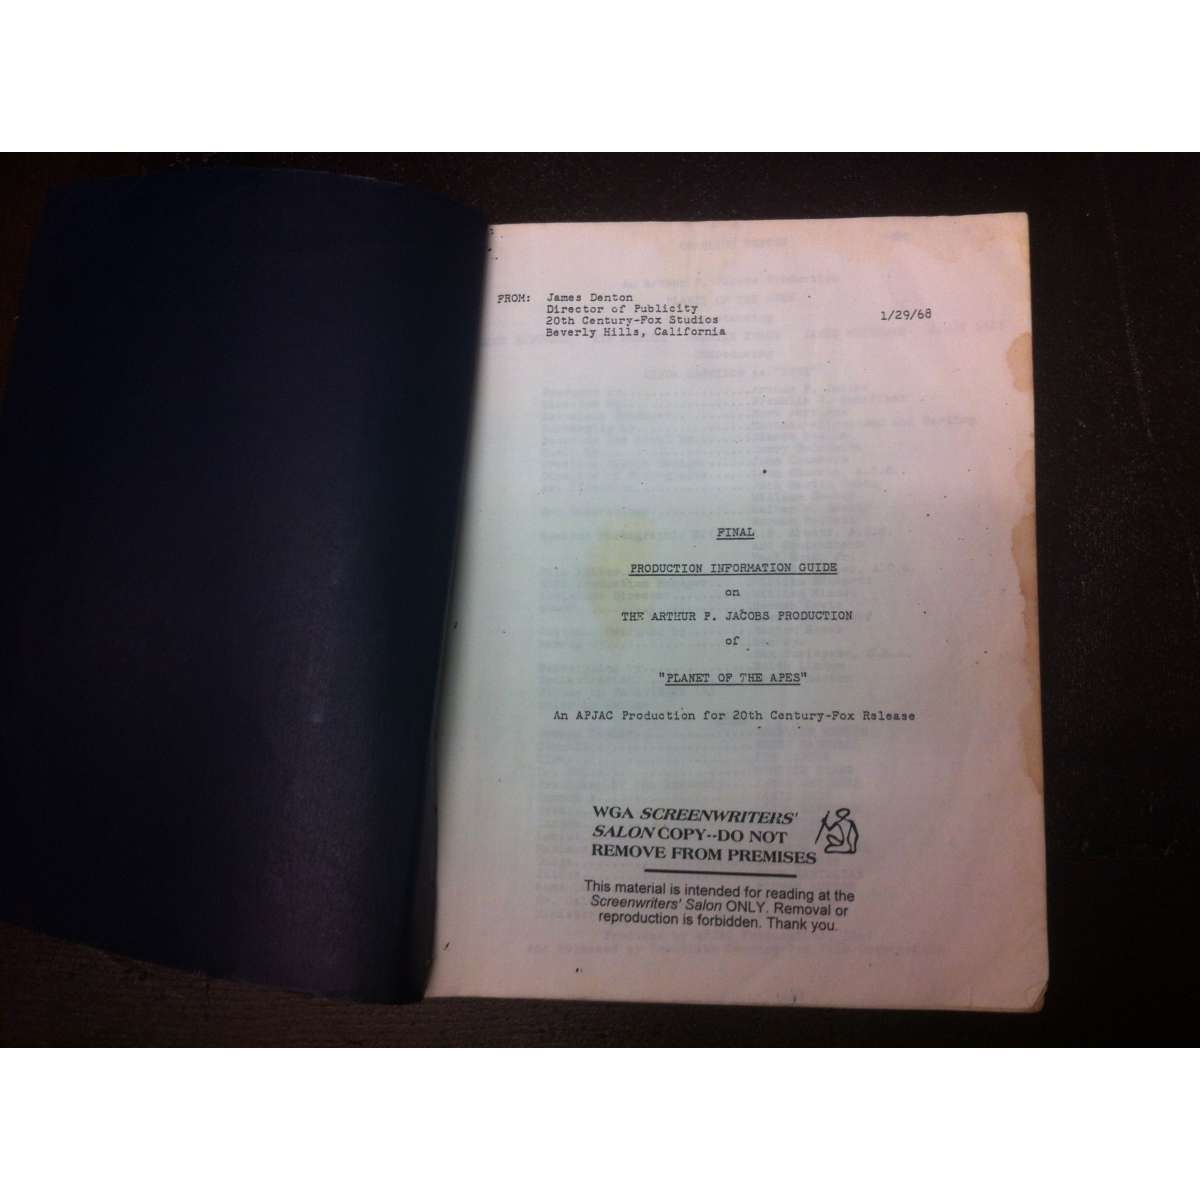 FROM: James Denton
Director of Publicity
20th Century-Fox Studios
Beverly Hills, California
1/29/68
FINAL
PRODUCTION INFORMATION GUIDE
on
THE ARTHUR P. JACOBS PRODUCTION
of
"PLANET OF THE APES"
An APJAC Production for 20th Century-Fox Release
WGA SCREENWRITERS'
SALON COPY--DO NOT
REMOVE FROM PREMISES
This material is intended for reading at the
Screenwriters' Salon ONLY. Removal or
reproduction is forbidden. Thank you.